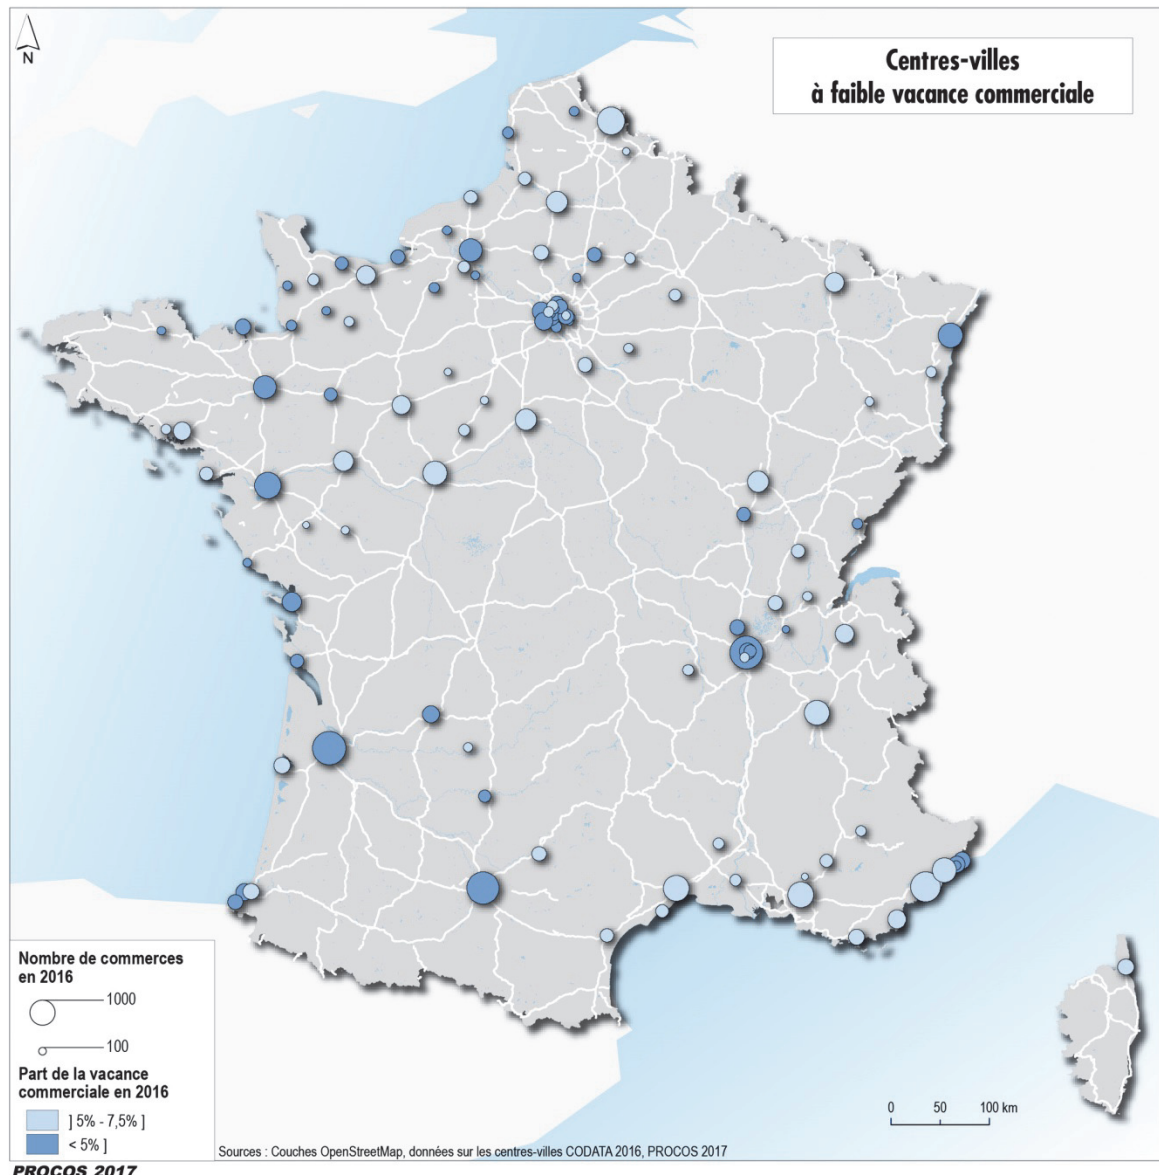 N
Centres-villes
à faible vacance commerciale
Nombre de commerces
en 2016
1000
100
Part de la vacance
commerciale en 2016
] 5% - 7,5% ]
< 5% ]
0 50 100 km
Sources : Couches OpenStreetMap, données sur les centres-villes CODATA 2016, PROCOS 2017
PROCOS 2017